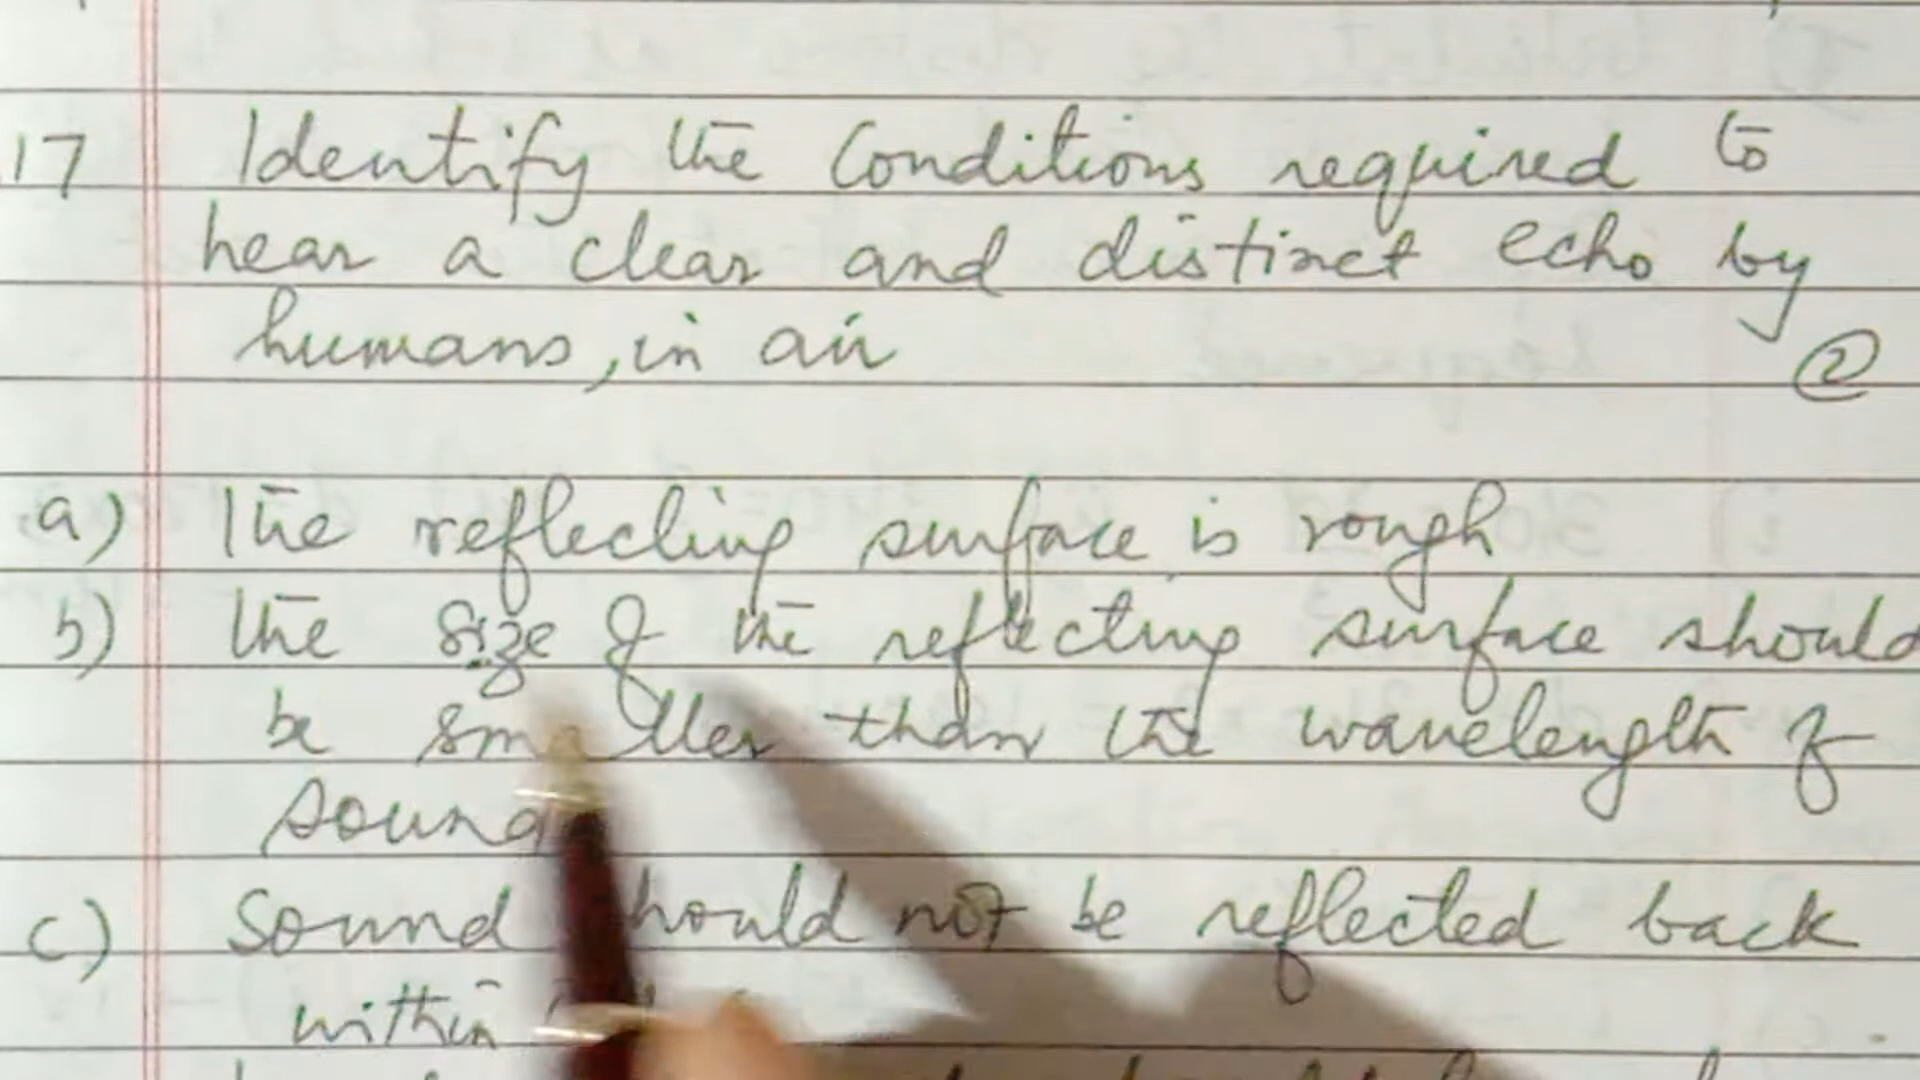 17 Identify the Conditions required to
hear a clear and distinct echo by
humans, in air
2
a) The reflecting surface is rough
b) The size of the reflecting surface should
be smaller than the wavelength of
sound
c) Sound should not be reflected back
within